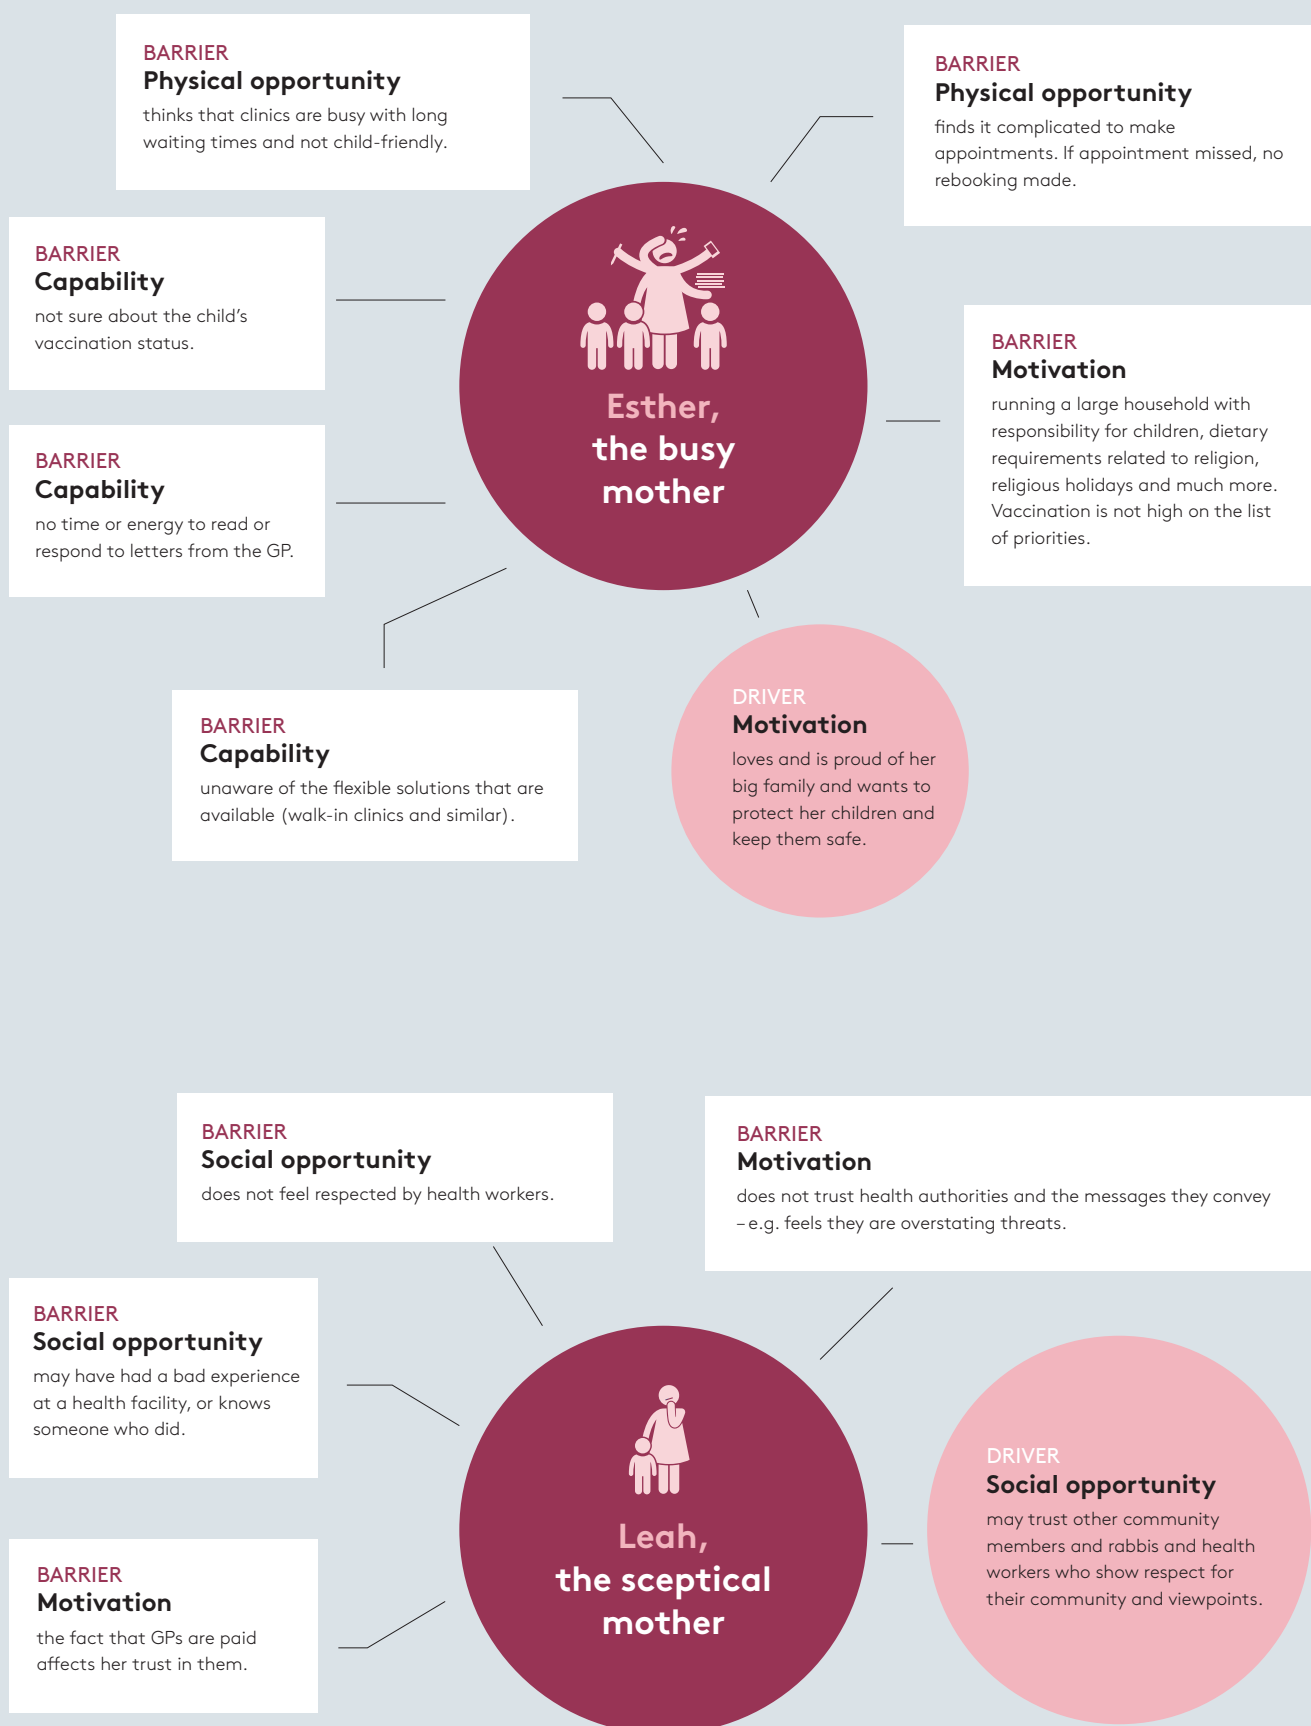 BARRIER
Physical opportunity
thinks that clinics are busy with long
waiting times and not child-friendly.
BARRIER
Physical opportunity
finds it complicated to make
appointments. If appointment missed, no
rebooking made.
BARRIER
Capability
not sure about the child’s
vaccination status.
BARRIER
Capability
no time or energy to read or
respond to letters from the GP.
Esther,
the busy
mother
BARRIER
Motivation
running a large household with
responsibility for children, dietary
requirements related to religion,
religious holidays and much more.
Vaccination is not high on the list
of priorities.
BARRIER
Capability
unaware of the flexible solutions that are
available (walk-in clinics and similar).
DRIVER
Motivation
loves and is proud of her
big family and wants to
protect her children and
keep them safe.
BARRIER
Social opportunity
does not feel respected by health workers.
BARRIER
Motivation
does not trust health authorities and the messages they convey
– e.g. feels they are overstating threats.
BARRIER
Social opportunity
may have had a bad experience
at a health facility, or knows
someone who did.
BARRIER
Motivation
the fact that GPs are paid
affects her trust in them.
Leah,
the sceptical
mother
DRIVER
Social opportunity
may trust other community
members and rabbis and health
workers who show respect for
their community and viewpoints.